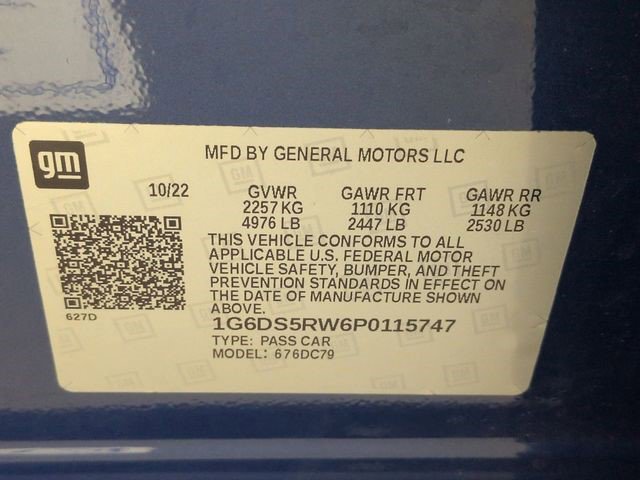 gm
MFD BY GENERAL MOTORS LLC
10/22 GVWR GAWR FRT GAWR RR
2257 KG 1110 KG 1148 KG
4976 LB 2447 LB 2530 LB
THIS VEHICLE CONFORMS TO ALL
APPLICABLE U.S. FEDERAL MOTOR
VEHICLE SAFETY, BUMPER, AND THEFT
PREVENTION STANDARDS IN EFFECT ON
THE DATE OF MANUFACTURE SHOWN
ABOVE.
627D
1G6DS5RW6P0115747
TYPE: PASS CAR
MODEL: 676DC79